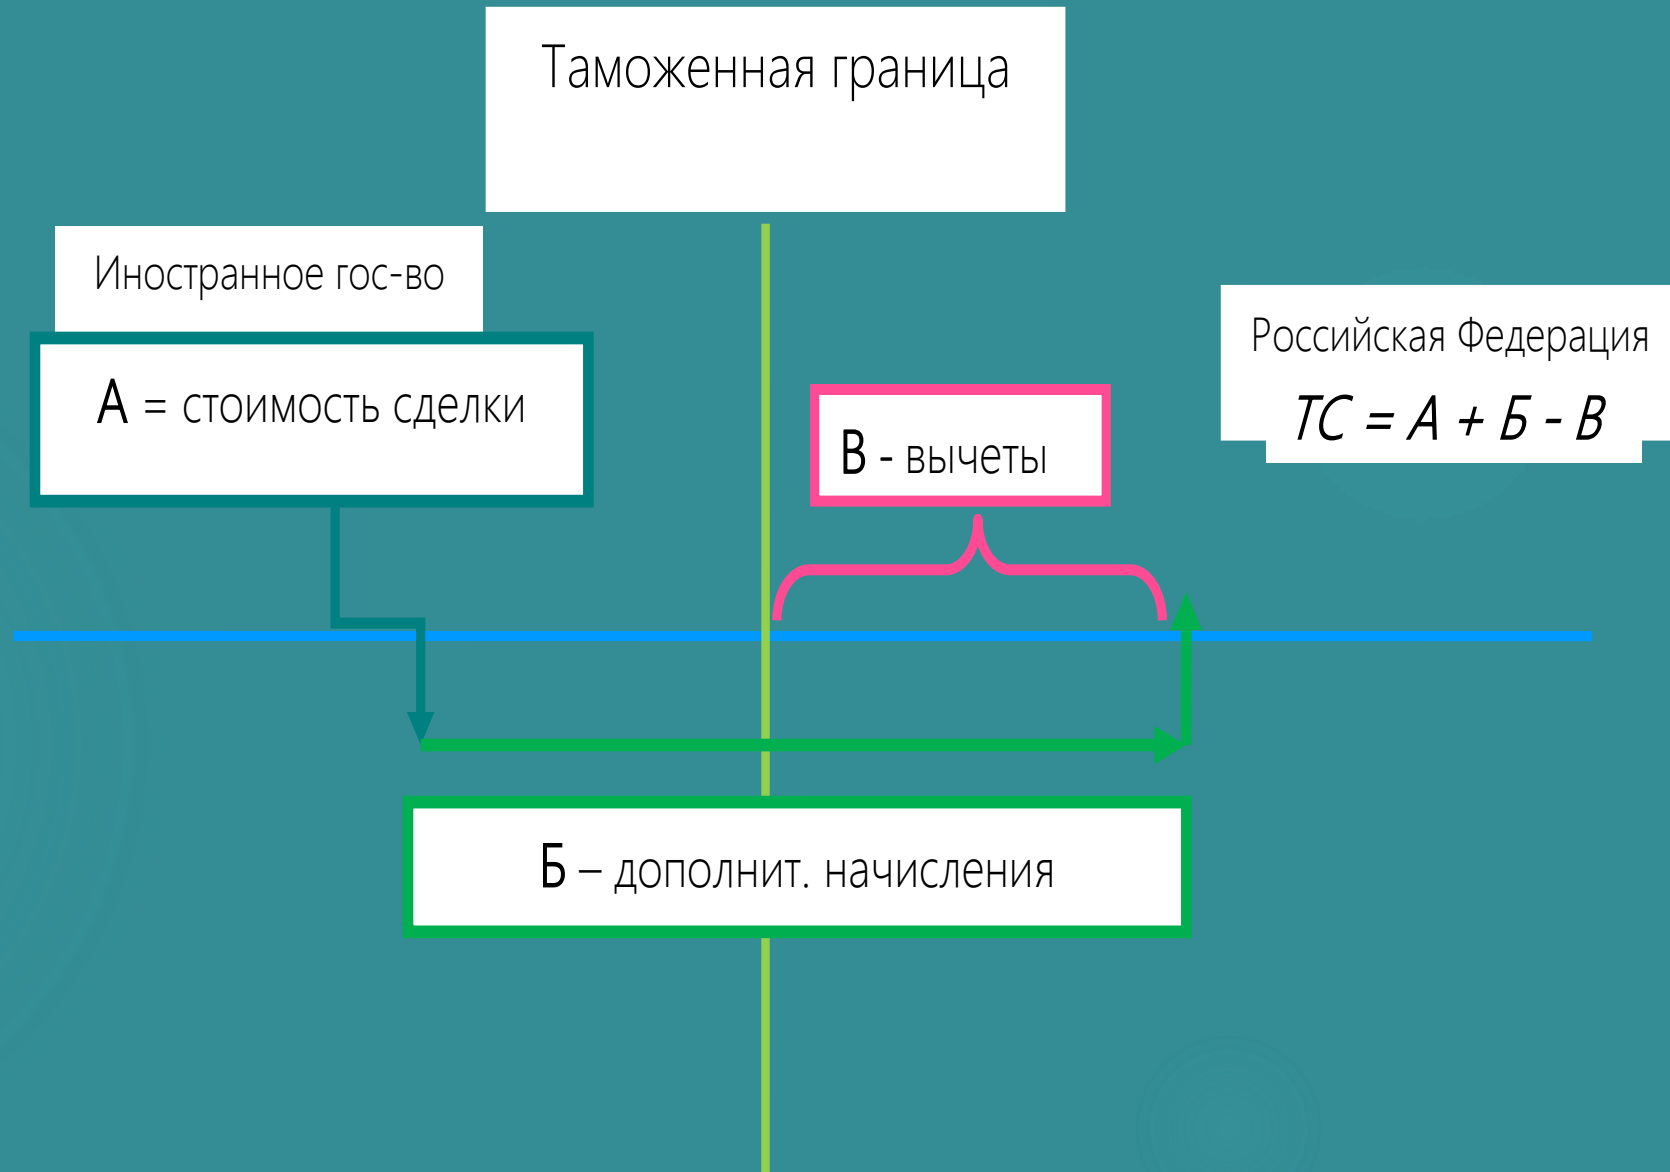 Таможенная граница
Иностранное гос-во
А = стоимость сделки
Российская Федерация
ТС = А + Б - В
В - вычеты
Б – дополнит. начисления